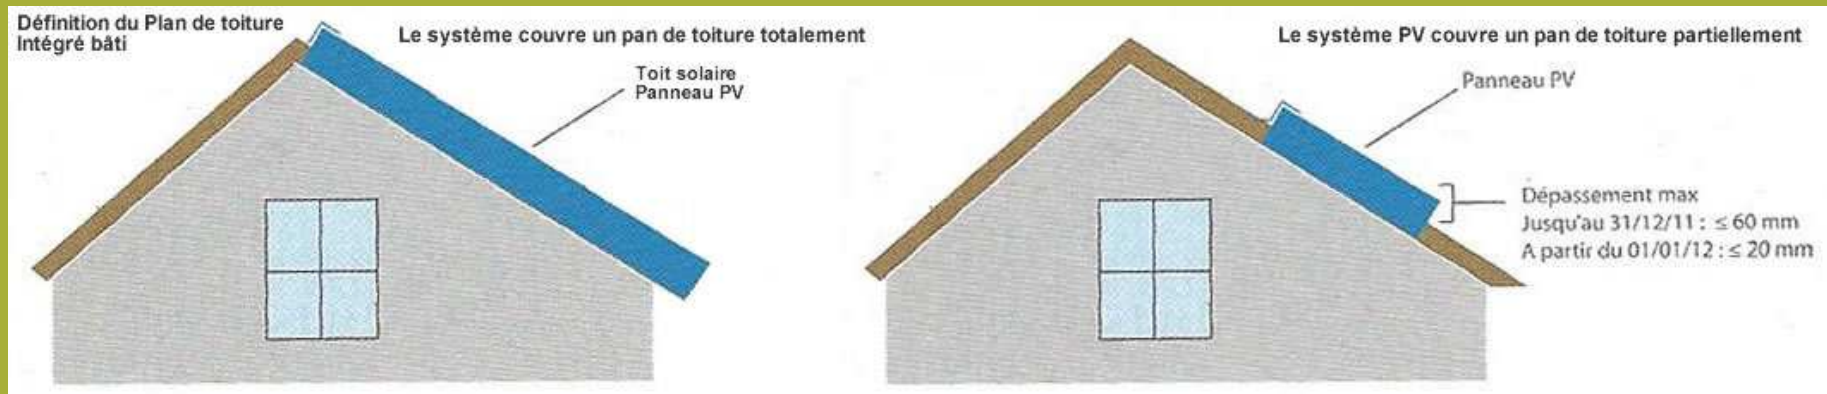 Définition du Plan de toiture
Intégré bâti
Le système couvre un pan de toiture totalement
Toit solaire
Panneau PV
Le système PV couvre un pan de toiture partiellement
Panneau PV
Dépassement max
Jusqu'au 31/12/11 : ≤ 60 mm
A partir du 01/01/12 : ≤ 20 mm